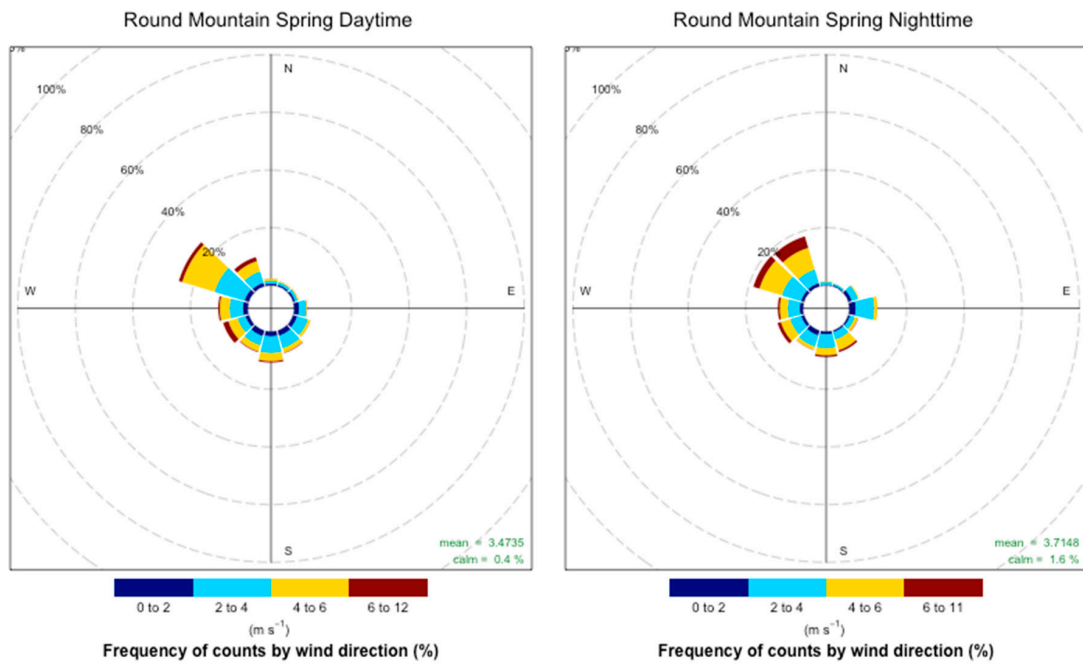 Round Mountain Spring Daytime
N
100%
80%
60%
40%
20%
W
E
S
mean = 3.4735
calm = 0.4 %
0 to 2
2 to 4
4 to 6
6 to 12
(m s⁻¹)
Frequency of counts by wind direction (%)
Round Mountain Spring Nighttime
N
100%
80%
60%
40%
20%
W
E
S
mean = 3.7148
calm = 1.6 %
0 to 2
2 to 4
4 to 6
6 to 11
(m s⁻¹)
Frequency of counts by wind direction (%)